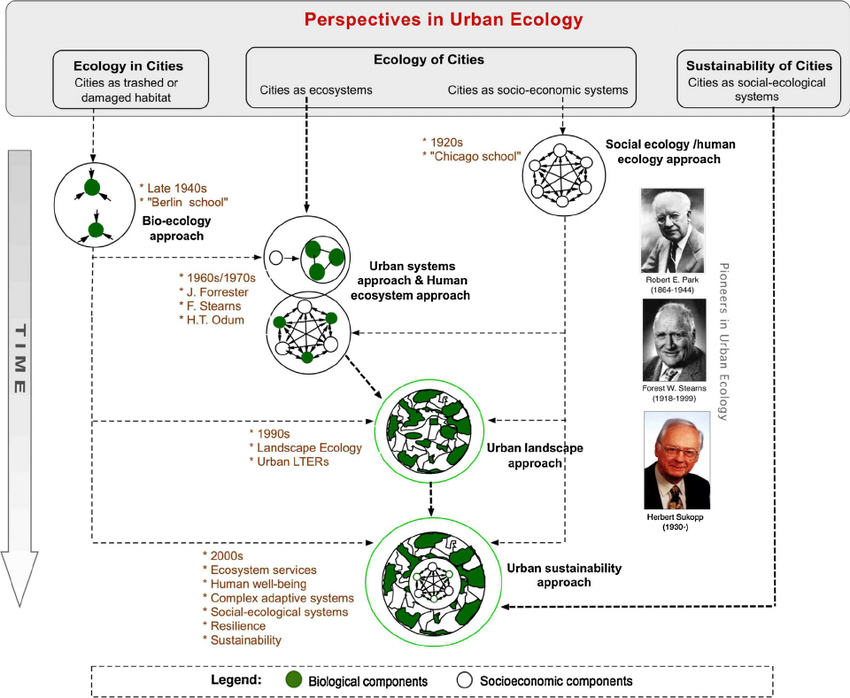 Perspectives in Urban Ecology
Ecology in Cities
Cities as trashed or
damaged habitat
Ecology of Cities
Cities as ecosystems
Cities as socio-economic systems
Sustainability of Cities
Cities as social-ecological
systems
* 1920s
* "Chicago school"
Social ecology /human
ecology approach
* Late 1940s
* "Berlin school"
Bio-ecology
approach
Urban systems
approach & Human
ecosystem approach
* 1960s/1970s
* J. Forrester
* F. Stearns
* H.T. Odum
Robert E. Park
(1864-1944)
Forest W. Stearns
(1918-1999)
Herbert Sukopp
(1930-)
Pioneers in Urban Ecology
TIME
* 1990s
* Landscape Ecology
* Urban LTERs
Urban landscape
approach
* 2000s
* Ecosystem services
* Human well-being
* Complex adaptive systems
* Social-ecological systems
* Resilience
* Sustainability
Urban sustainability
approach
Legend:
Biological components
Socioeconomic components